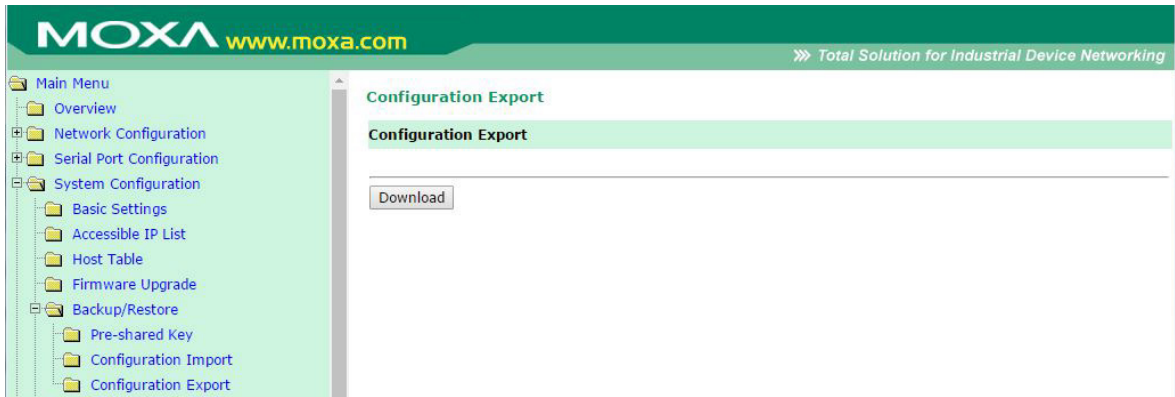 MOXA www.moxa.com
Total Solution for Industrial Device Networking
Main Menu
Overview
Network Configuration
Serial Port Configuration
System Configuration
Basic Settings
Accessible IP List
Host Table
Firmware Upgrade
Backup/Restore
Pre-shared Key
Configuration Import
Configuration Export
Configuration Export
Configuration Export
Download